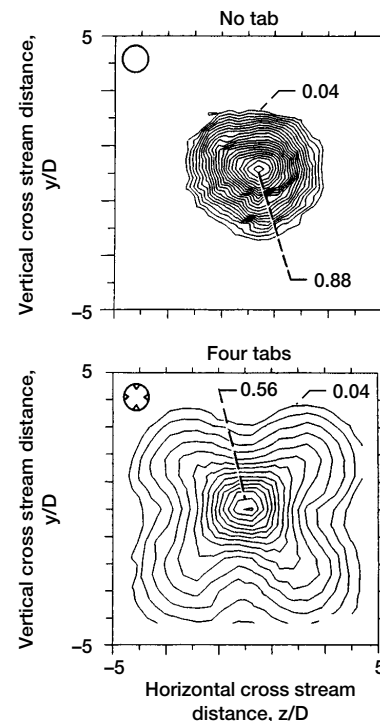 No tab
5
0.04
Vertical cross stream distance,
y/D
0.88
–5
Four tabs
5
0.56
0.04
Vertical cross stream distance,
y/D
–5
–5
5
Horizontal cross stream
distance, z/D